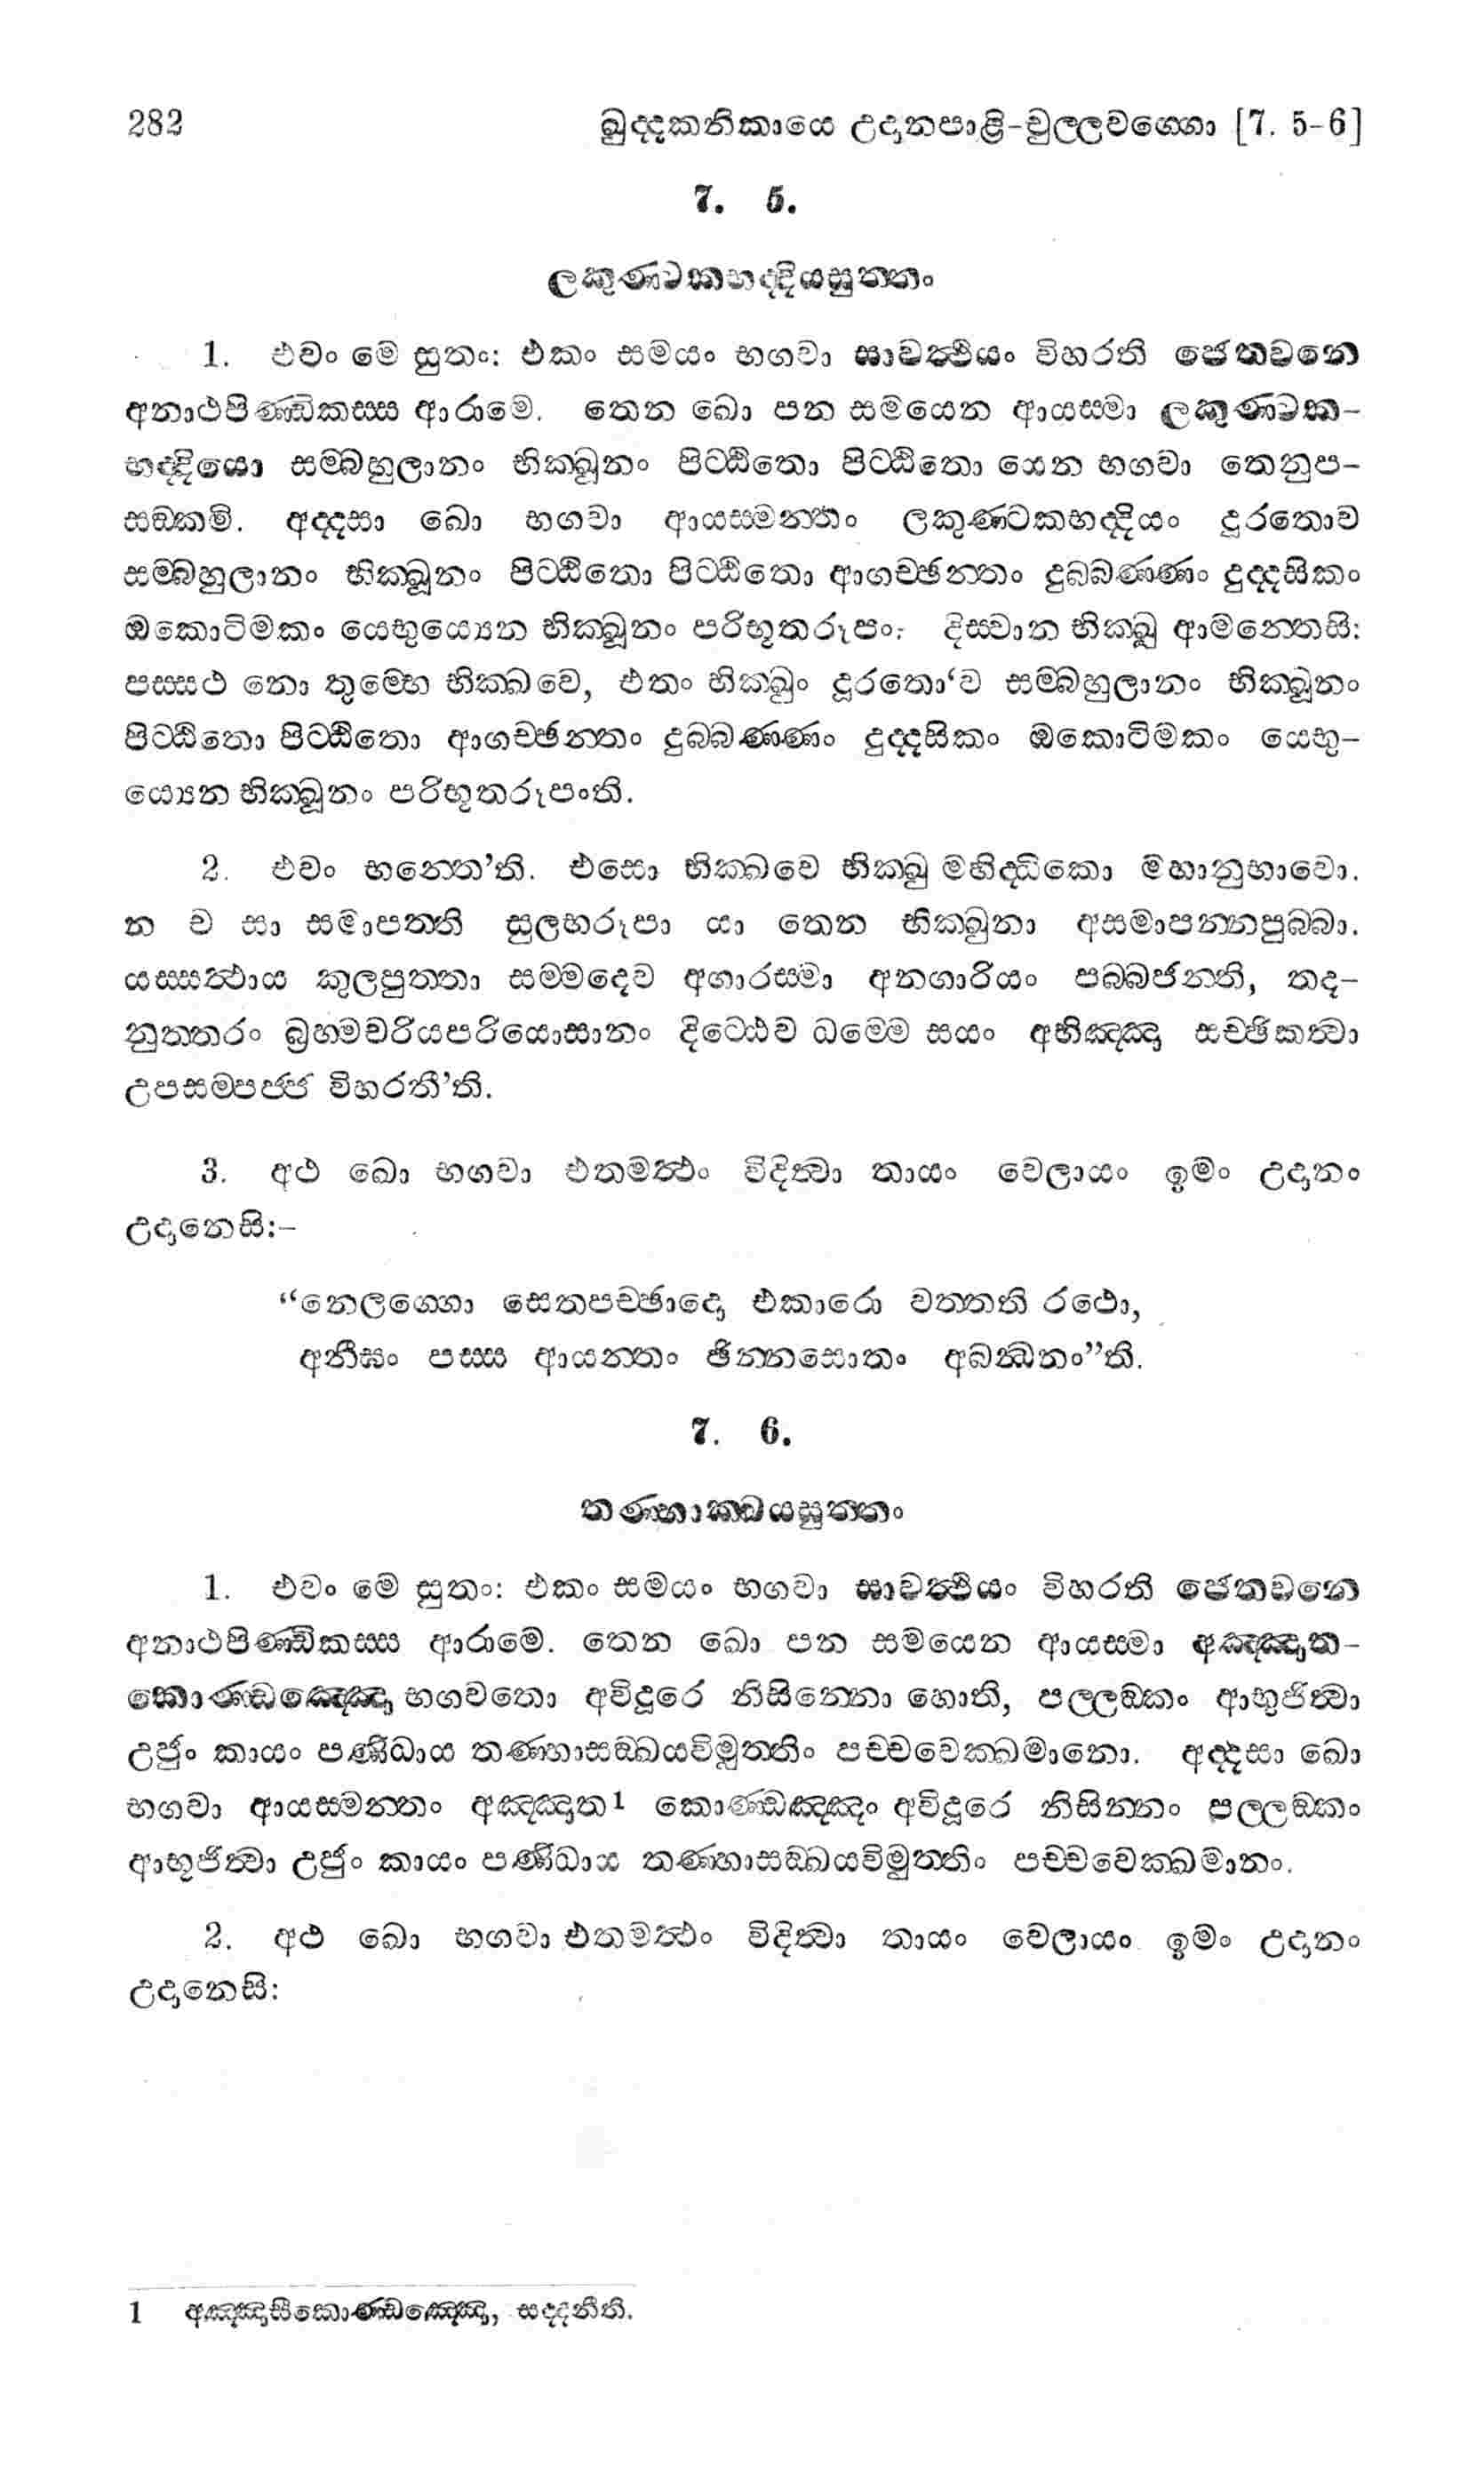 282 ඛුද්දකනිකායෙ උදානපාළි-චුල්ලවග්ගො [7. 5-6]
7. 5.
ලකුණ්ටකභද්දියසුත්තං
1. එවං මෙ සුතං: එකං සමයං භගවා සාවත්ථියං විහරති ජෙතවනෙ
අනාථපිණ්ඩිකස්ස ආරාමෙ. තෙන ඛො පන සමයෙන ආයස්මා ලකුණ්ටක-
භද්දියො සම්බහුලානං භික්ඛූනං පිට්ඨිතො පිට්ඨිතො යෙන භගවා තෙනුප-
සඞ්කමි. අද්දසා ඛො භගවා ආයස්මන්තං ලකුණ්ටකභද්දියං දූරතොව
සම්බහුලානං භික්ඛූනං පිට්ඨිතො පිට්ඨිතො ආගච්ඡන්තං දුබ්බණ්ණං දුද්දසිකං
ඔකොටිමකං යෙභුය්‍යෙන භික්ඛූනං පරිභූතරූපං. දිස්වාන භික්ඛූ ආමන්තෙසි:
පස්සථ නො තුම්හෙ භික්ඛවෙ, එතං භික්ඛුං දූරතො‘ව සම්බහුලානං භික්ඛූනං
පිට්ඨිතො පිට්ඨිතො ආගච්ඡන්තං දුබ්බණ්ණං දුද්දසිකං ඔකොටිමකං යෙභු-
ය්‍යෙන භික්ඛූනං පරිභූතරූපංති.
2. එවං භන්තෙ’ති. එසො භික්ඛවෙ භික්ඛු මහිද්ධිකො මහානුභාවො.
න ච සා සමාපත්ති සුලභරූපා යා තෙන භික්ඛුනා අසමාපන්නපුබ්බා.
යස්සත්ථාය කුලපුත්තා සම්මදෙව අගාරස්මා අනගාරියං පබ්බජන්ති, තද-
නුත්තරං බ්‍රහ්මචරියපරියොසානං දිට්ඨෙව ධම්මෙ සයං අභිඤ්ඤා සච්ඡිකත්වා
උපසම්පජ්ජ විහරතී’ති.
3. අථ ඛො භගවා එතමත්ථං විදිත්වා තායං වෙලායං ඉමං උදානං
උදානෙසි:-
“නෙලග්ගො සෙතපච්ඡාදො එකාරො වත්තති රථො,
අනීඝං පස්ස ආයන්තං ඡින්නසොතං අබන්ධනං”ති.
7. 6.
තණ්හාක්ඛයසුත්තං
1. එවං මෙ සුතං: එකං සමයං භගවා සාවත්ථියං විහරති ජෙතවනෙ
අනාථපිණ්ඩිකස්ස ආරාමෙ. තෙන ඛො පන සමයෙන ආයස්මා අඤ්ඤාත-
කොණ්ඩඤ්ඤො භගවතො අවිදූරෙ නිසින්නො හොති, පල්ලඞ්කං ආභුජිත්වා
උජුං කායං පණිධාය තණ්හාසඞ්ඛයවිමුත්තිං පච්චවෙක්ඛමානො. අද්දසා ඛො
භගවා ආයස්මන්තං අඤ්ඤාත1 කොණ්ඩඤ්ඤං අවිදූරෙ නිසින්නං පල්ලඞ්කං
ආභුජිත්වා උජුං කායං පණිධාය තණ්හාසඞ්ඛයවිමුත්තිං පච්චවෙක්ඛමානං.
2. අථ ඛො භගවා එතමත්ථං විදිත්වා තායං වෙලායං ඉමං උදානං
උදානෙසි:
1 අඤ්ඤාසිකොණ්ඩඤ්ඤො, සද්දනීති.